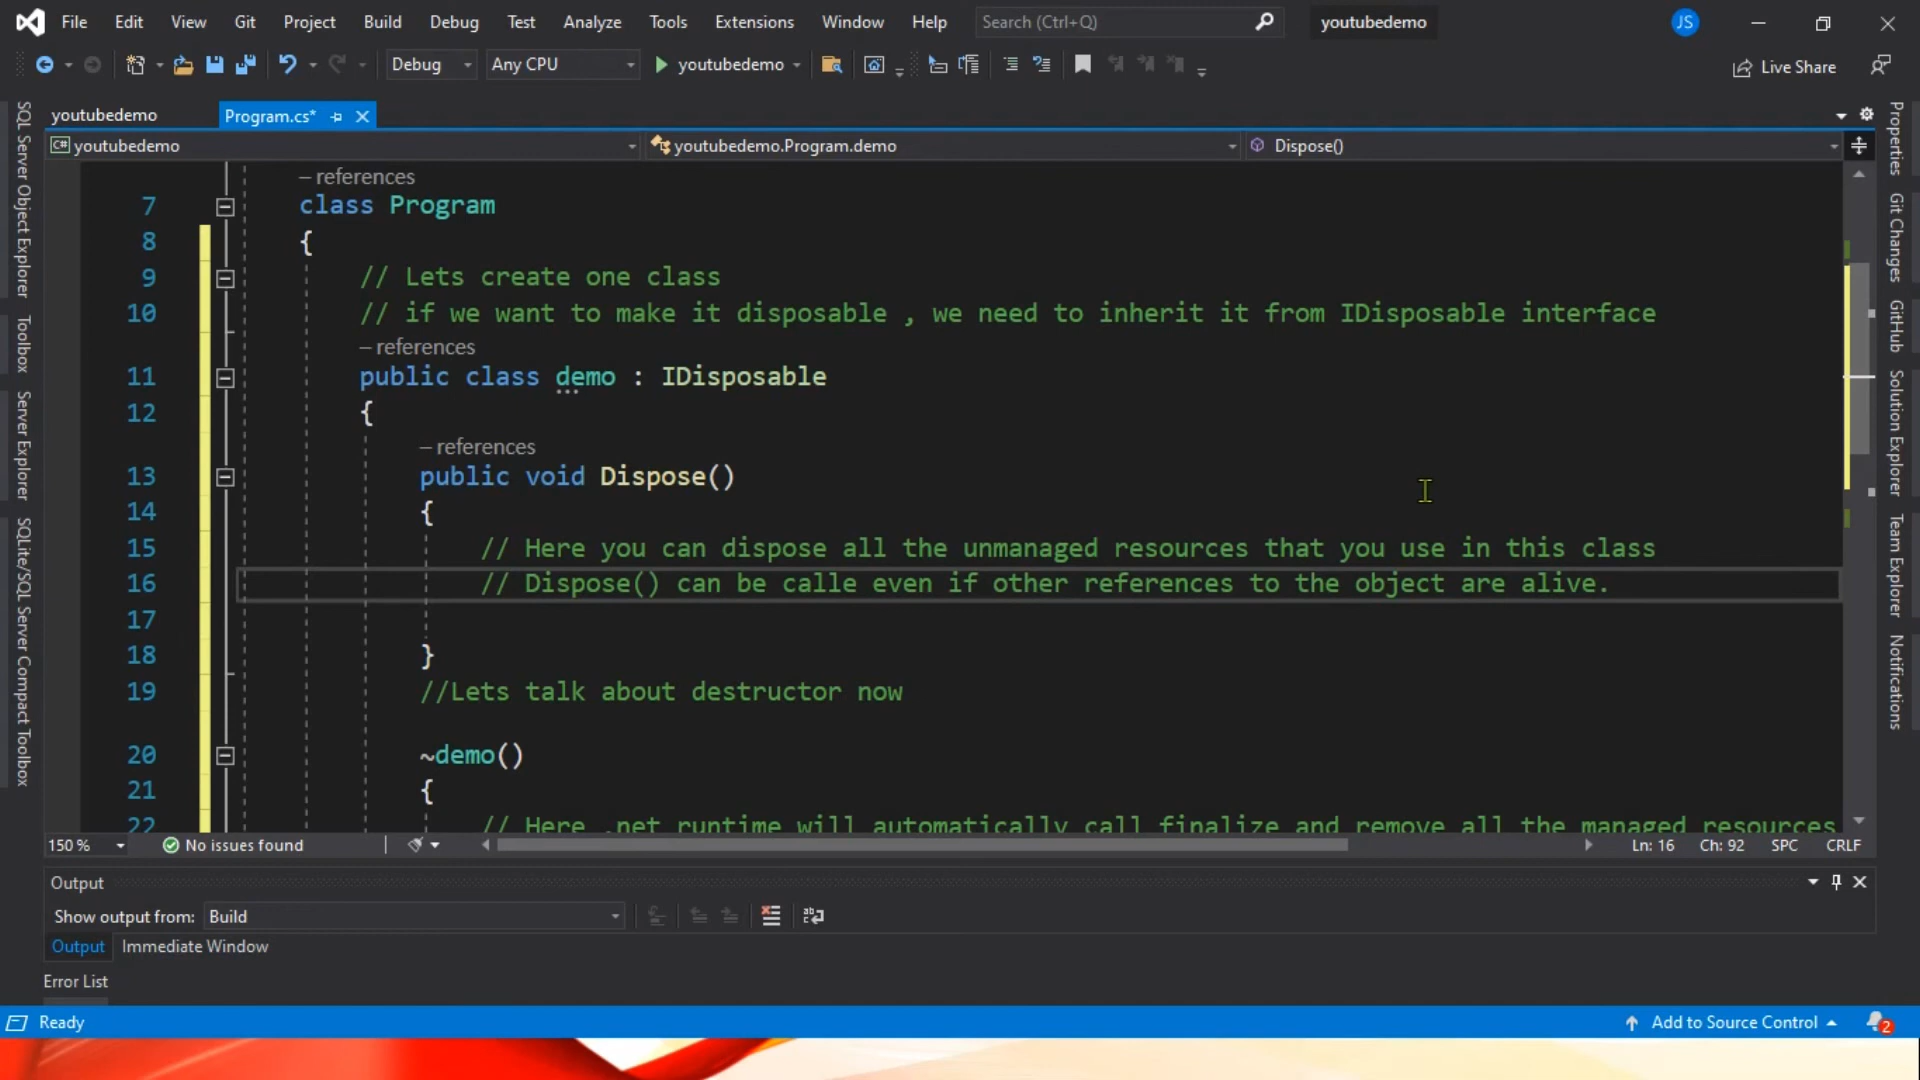 File Edit View Git Project Build Debug Test Analyze Tools Extensions Window Help Search (Ctrl+Q) youtubedemo JS
Debug Any CPU youtubedemo Live Share
youtubedemo Program.cs*
C# youtubedemo youtubedemo.Program.demo Dispose()
SQL Server Object Explorer
Toolbox
Server Explorer
SQLite/SQL Server Compact Toolbox
– references
7 class Program
8 {
9 // Lets create one class
10 // if we want to make it disposable , we need to inherit it from IDisposable interface
– references
11 public class demo : IDisposable
12 {
– references
13 public void Dispose()
14 {
15 // Here you can dispose all the unmanaged resources that you use in this class
16 // Dispose() can be calle even if other references to the object are alive.
17
18 }
19 //Lets talk about destructor now
20 ~demo()
21 {
22 // Here .net runtime will automatically call finalize and remove all the managed resources
Properties
Git Changes
GitHub
Solution Explorer
Team Explorer
Notifications
150 % No issues found Ln: 16 Ch: 92 SPC CRLF
Output
Show output from: Build
Output Immediate Window
Error List
Ready Add to Source Control 2